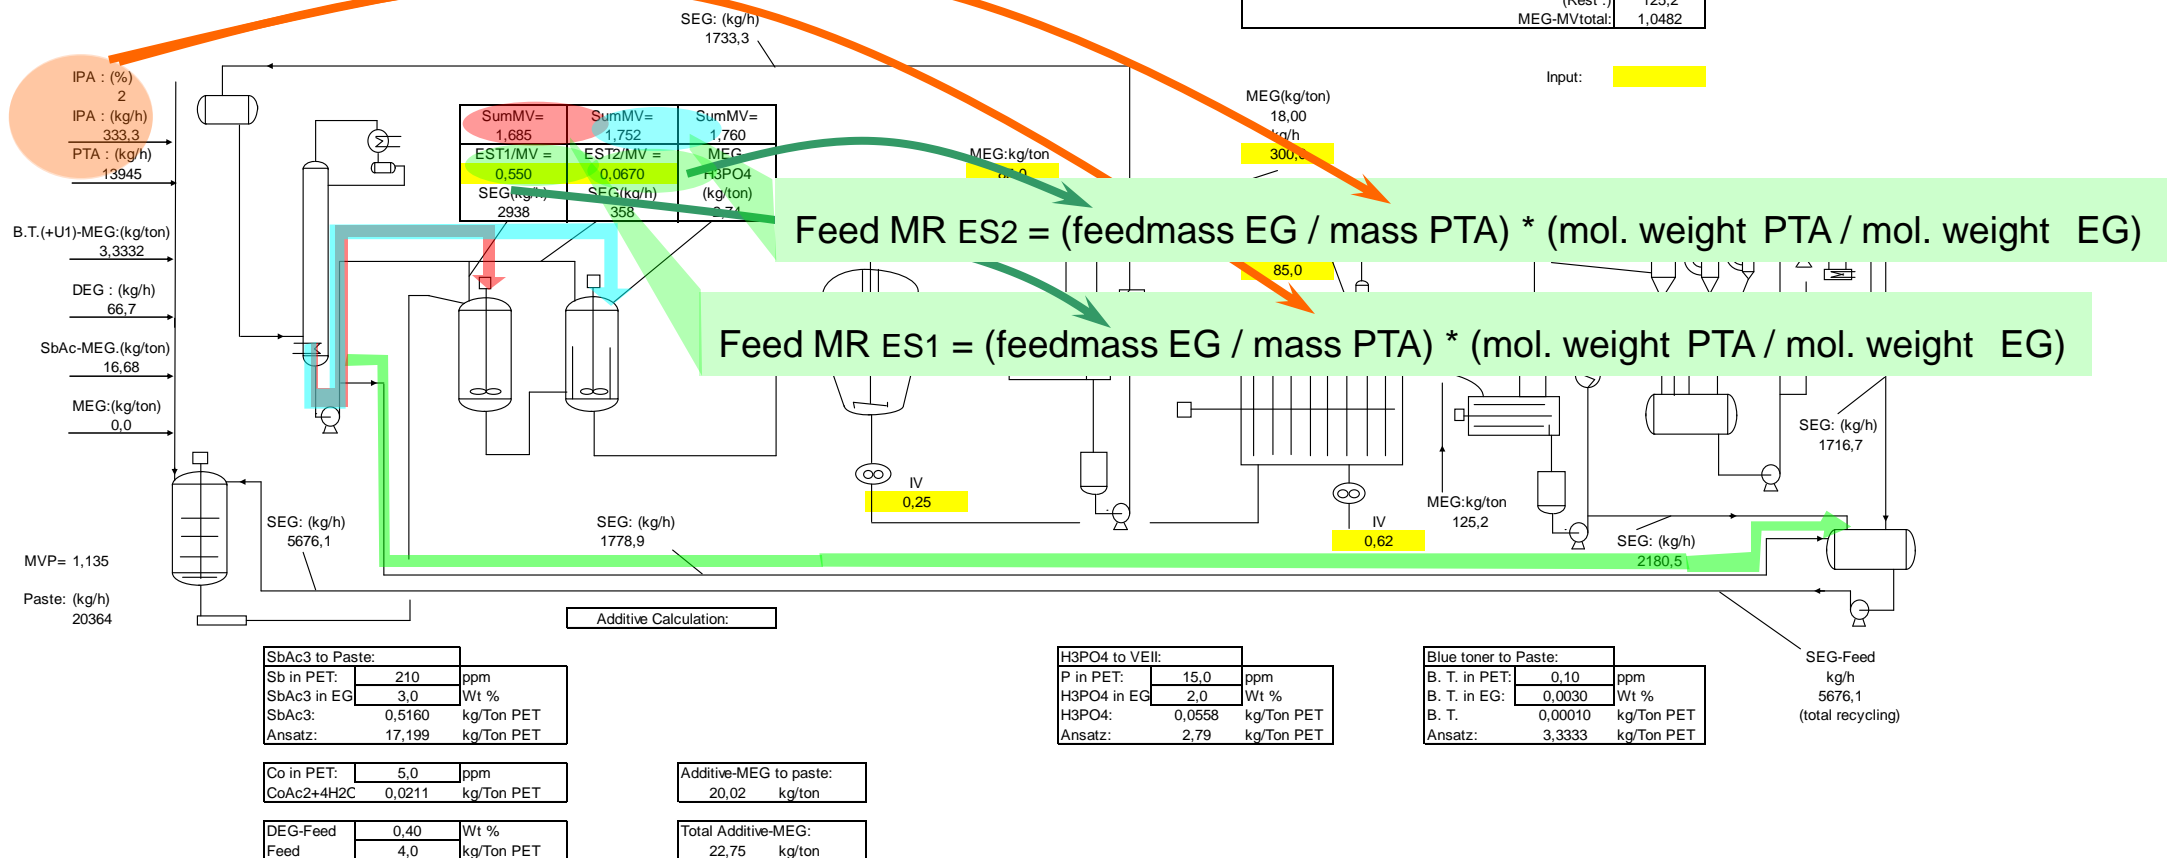 (Rest .) 125,2
MEG-MVtotal: 1,0482
SEG: (kg/h)
1733,3
Input:
IPA : (%)
2
IPA : (kg/h)
333,3
PTA : (kg/h)
13945
B.T.(+U1)-MEG:(kg/ton)
3,3332
DEG : (kg/h)
66,7
SbAc-MEG.(kg/ton)
16,68
MEG:(kg/ton)
0,0
SumMV= SumMV= SumMV=
1,685 1,752 1,760
EST1/MV = EST2/MV = MEG
0,550 0,0670 H3PO4
SEG(kg/h) SEG(kg/h) (kg/ton)
2938 358 2,74
MEG:kg/ton
MEG(kg/ton)
18,00
kg/h
Feed MR ES2 = (feedmass EG / mass PTA) * (mol. weight PTA / mol. weight EG)
85,0
Feed MR ES1 = (feedmass EG / mass PTA) * (mol. weight PTA / mol. weight EG)
SEG: (kg/h)
1716,7
IV
0,25
MEG:kg/ton
125,2
IV
0,62
SEG: (kg/h)
5676,1
SEG: (kg/h)
1778,9
SEG: (kg/h)
2180,5
MVP= 1,135
Paste: (kg/h)
20364
Additive Calculation:
SbAc3 to Paste:
Sb in PET: 210 ppm
SbAc3 in EG 3,0 Wt %
SbAc3: 0,5160 kg/Ton PET
Ansatz: 17,199 kg/Ton PET
H3PO4 to VEII:
P in PET: 15,0 ppm
H3PO4 in EG 2,0 Wt %
H3PO4: 0,0558 kg/Ton PET
Ansatz: 2,79 kg/Ton PET
Blue toner to Paste:
B. T. in PET: 0,10 ppm
B. T. in EG: 0,0030 Wt %
B. T. 0,00010 kg/Ton PET
Ansatz: 3,3333 kg/Ton PET
SEG-Feed
kg/h
5676,1
(total recycling)
Co in PET: 5,0 ppm
CoAc2+4H2O 0,0211 kg/Ton PET
Additive-MEG to paste:
20,02 kg/ton
DEG-Feed 0,40 Wt %
Feed 4,0 kg/Ton PET
Total Additive-MEG:
22,75 kg/ton